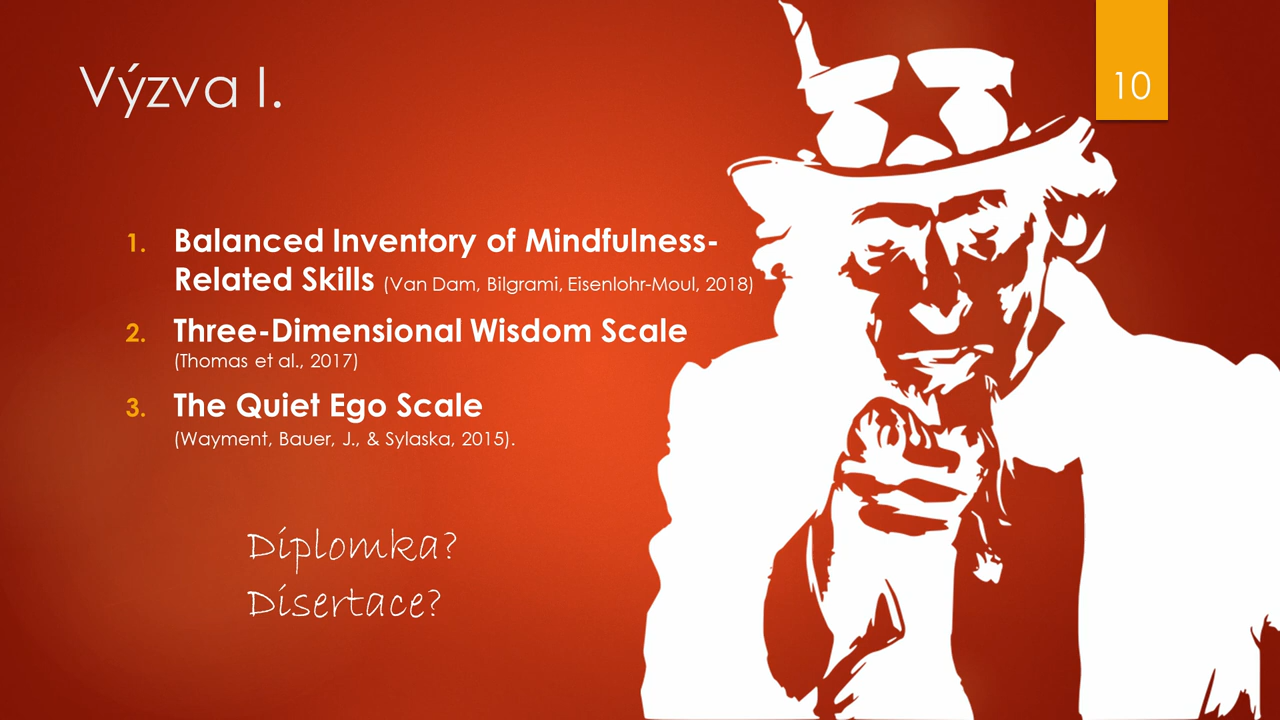 Výzva I.
10
1. Balanced Inventory of Mindfulness-
Related Skills (Van Dam, Bilgrami, Eisenlohr-Moul, 2018)
2. Three-Dimensional Wisdom Scale
(Thomas et al., 2017)
3. The Quiet Ego Scale
(Wayment, Bauer, J., & Sylaska, 2015).
Diplomka?
Disertace?